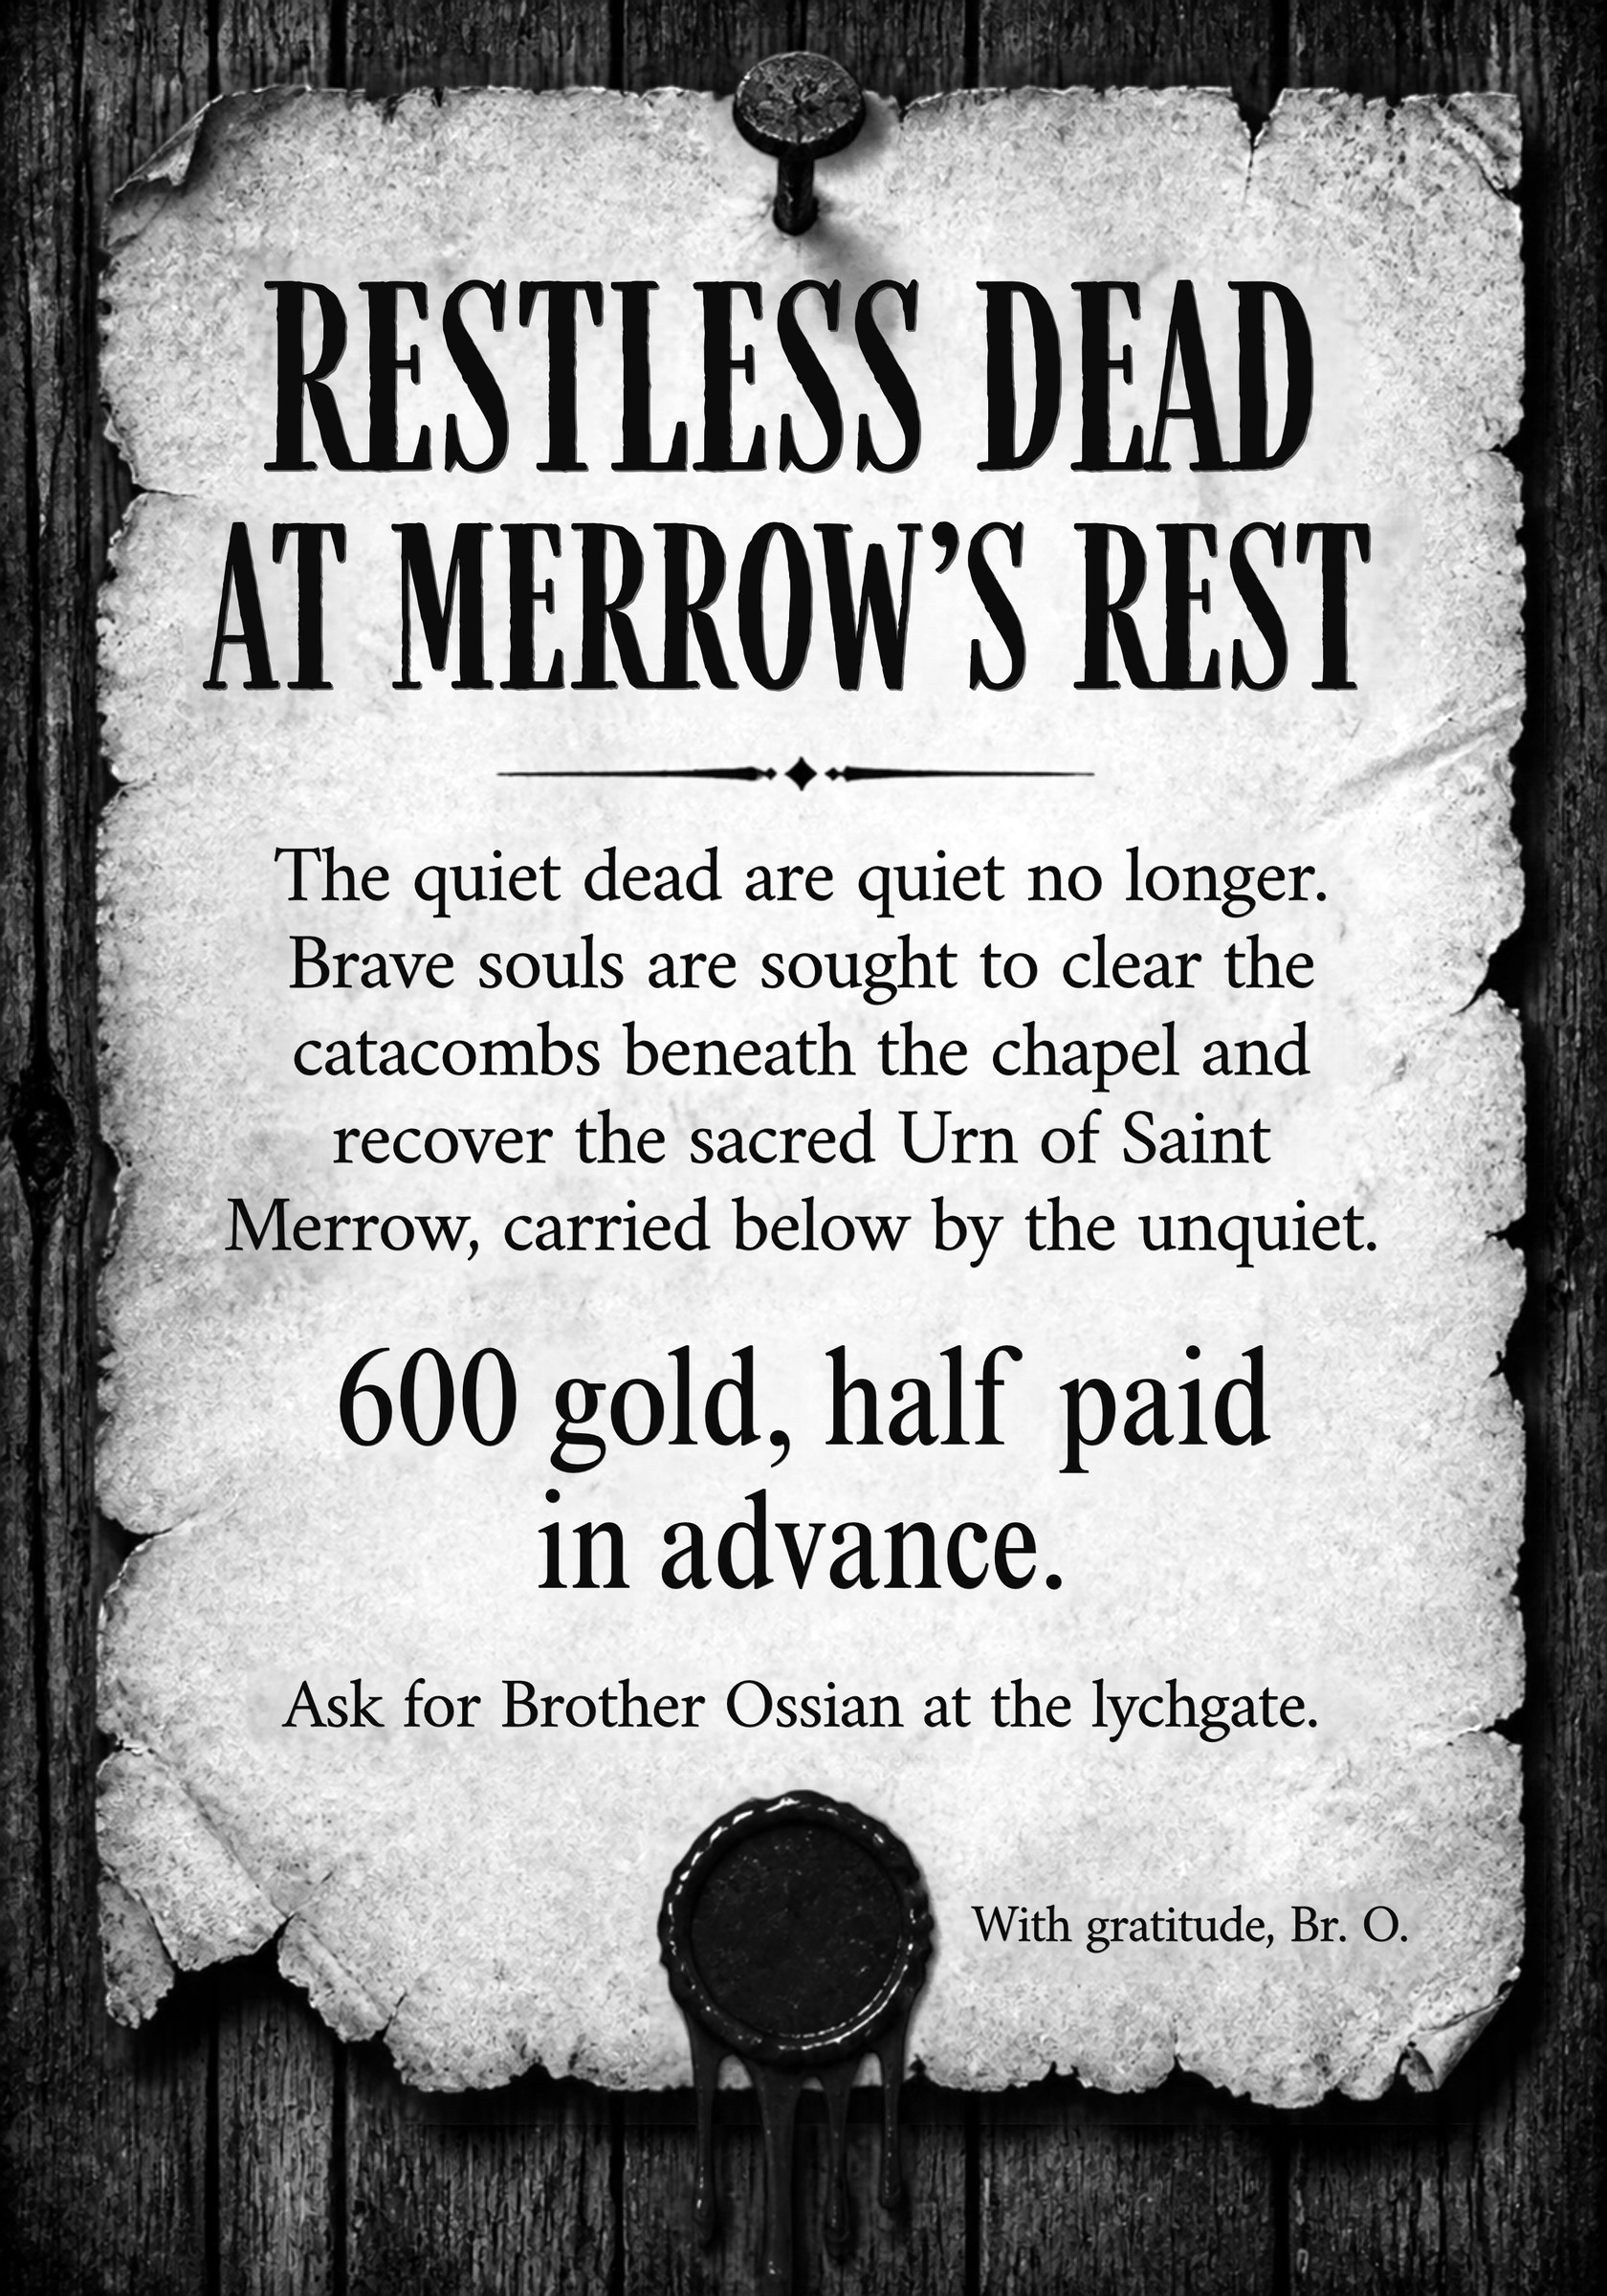 RESTLESS DEAD
AT MERROW’S REST
The quiet dead are quiet no longer.
Brave souls are sought to clear the
catacombs beneath the chapel and
recover the sacred Urn of Saint
Merrow, carried below by the unquiet.
600 gold, half paid
in advance.
Ask for Brother Ossian at the lychgate.
With gratitude, Br. O.